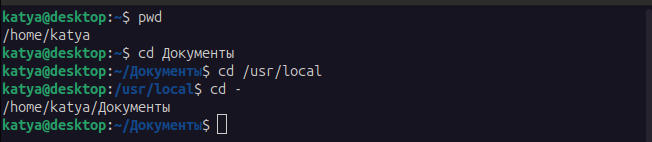 katya@desktop:~$ pwd
/home/katya
katya@desktop:~$ cd Документы
katya@desktop:~/Документы$ cd /usr/local
katya@desktop:/usr/local$ cd -
/home/katya/Документы
katya@desktop:~/Документы$